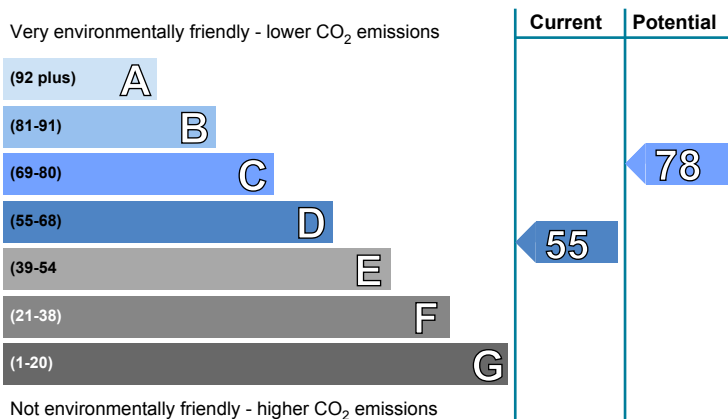 Current Potential
Very environmentally friendly - lower CO2 emissions
(92 plus) A
(81-91) B
(69-80) C
78
(55-68) D
55
(39-54 E
(21-38) F
(1-20) G
Not environmentally friendly - higher CO2 emissions